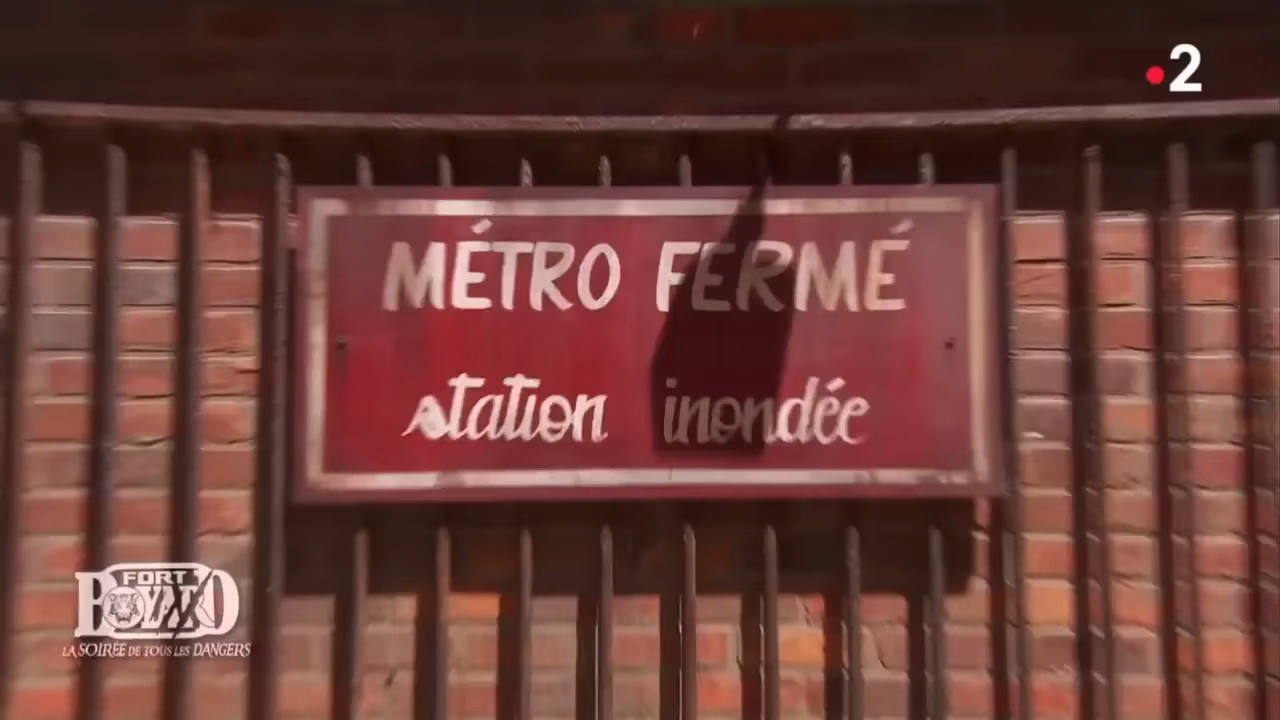 2
MÉTRO FERMÉ
station inondée
FORT
BOYARD
LA SOIRÉE DE TOUS LES DANGERS